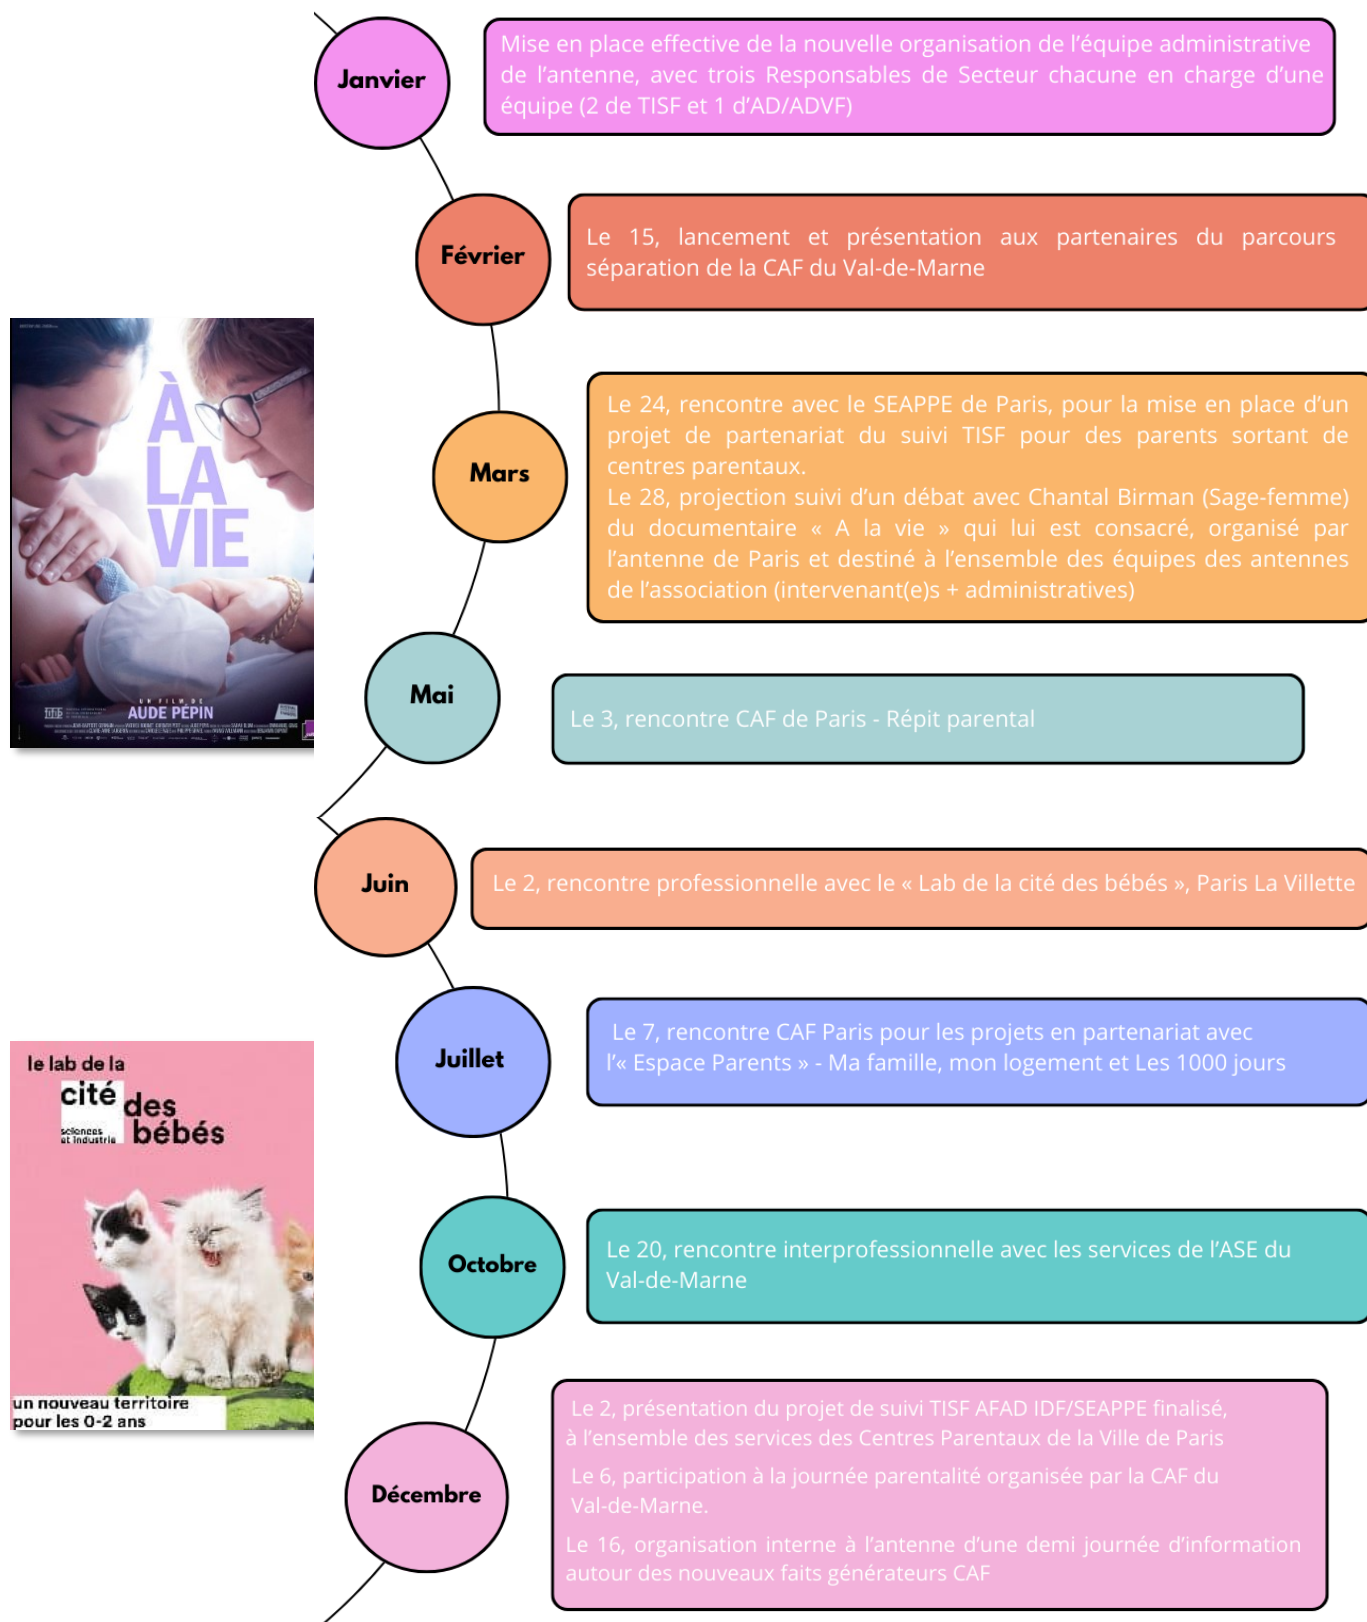 Janvier
Mise en place effective de la nouvelle organisation de l'équipe administrative
de l'antenne, avec trois Responsables de Secteur chacune en charge d'une
équipe (2 de TISF et 1 d'AD/ADVF)
Février
Le 15, lancement et présentation aux partenaires du parcours
séparation de la CAF du Val-de-Marne
À
LA
VIE
UN FILM DE
AUDE PÉPIN
Mars
Le 24, rencontre avec le SEAPPE de Paris, pour la mise en place d'un
projet de partenariat du suivi TISF pour des parents sortant de
centres parentaux.
Le 28, projection suivi d'un débat avec Chantal Birman (Sage-femme)
du documentaire « A la vie » qui lui est consacré, organisé par
l'antenne de Paris et destiné à l'ensemble des équipes des antennes
de l'association (intervenant(e)s + administratives)
Mai
Le 3, rencontre CAF de Paris - Répit parental
Juin
Le 2, rencontre professionnelle avec le « Lab de la cité des bébés », Paris La Villette
Juillet
Le 7, rencontre CAF Paris pour les projets en partenariat avec
l'« Espace Parents » - Ma famille, mon logement et Les 1000 jours
le lab de la
cité des
sciences
et industrie
bébés
un nouveau territoire
pour les 0-2 ans
Octobre
Le 20, rencontre interprofessionnelle avec les services de l'ASE du
Val-de-Marne
Décembre
Le 2, présentation du projet de suivi TISF AFAD IDF/SEAPPE finalisé,
à l'ensemble des services des Centres Parentaux de la Ville de Paris
Le 6, participation à la journée parentalité organisée par la CAF du
Val-de-Marne.
Le 16, organisation interne à l'antenne d'une demi journée d'information
autour des nouveaux faits générateurs CAF